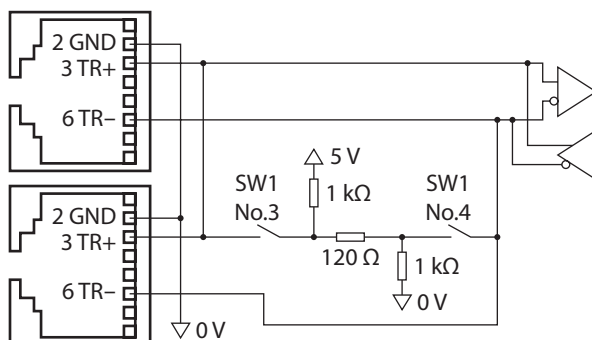 2 GND
3 TR+
6 TR−
5 V
SW1
No.3
1 kΩ
SW1
No.4
2 GND
3 TR+
120 Ω
1 kΩ
6 TR−
0 V
0 V